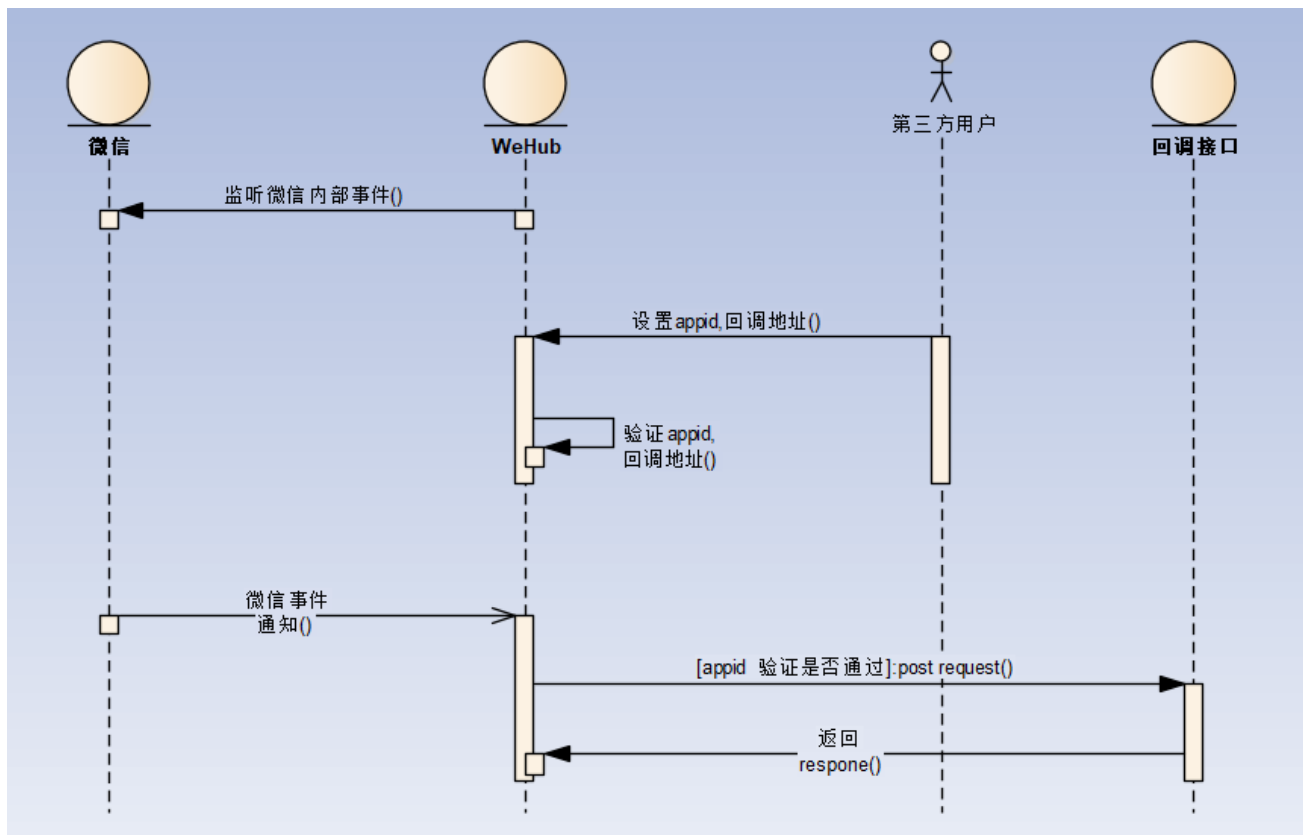 微信
WeHub
第三方用户
回调接口
监听微信内部事件()
设置appid,回调地址()
验证appid,
回调地址()
微信事件
通知()
[appid 验证是否通过]:post request()
返回
respone()